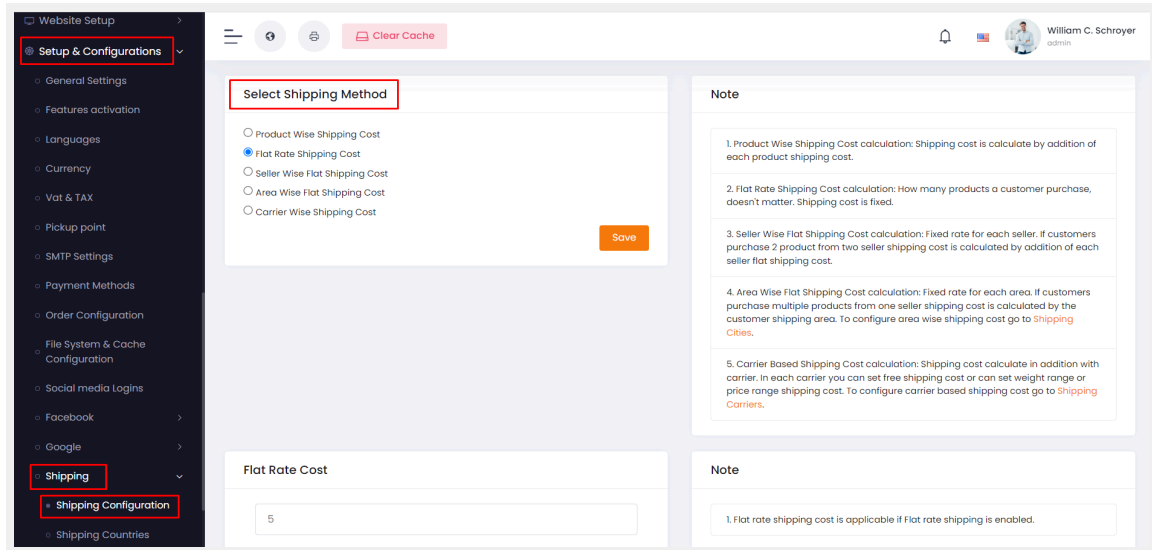 Website Setup
Setup & Configurations
General Settings
Features activation
Languages
Currency
Vat & TAX
Pickup point
SMTP Settings
Payment Methods
Order Configuration
File System & Cache
Configuration
Social media Logins
Facebook
Google
Shipping
Shipping Configuration
Shipping Countries
Clear Cache
William C. Schroyer
admin
Select Shipping Method
Product Wise Shipping Cost
Flat Rate Shipping Cost
Seller Wise Flat Shipping Cost
Area Wise Flat Shipping Cost
Carrier Wise Shipping Cost
Save
Note
1. Product Wise Shipping Cost calculation: Shipping cost is calculate by addition of
each product shipping cost.
2. Flat Rate Shipping Cost calculation: How many products a customer purchase,
doesn't matter. Shipping cost is fixed.
3. Seller Wise Flat Shipping Cost calculation: Fixed rate for each seller. If customers
purchase 2 product from two seller shipping cost is calculated by addition of each
seller flat shipping cost.
4. Area Wise Flat Shipping Cost calculation: Fixed rate for each area. If customers
purchase multiple products from one seller shipping cost is calculated by the
customer shipping area. To configure area wise shipping cost go to Shipping
Cities.
5. Carrier Based Shipping Cost calculation: Shipping cost calculate in addition with
carrier. In each carrier you can set free shipping cost or can set weight range or
price range shipping cost. To configure carrier based shipping cost go to Shipping
Carriers.
Flat Rate Cost
5
Note
1. Flat rate shipping cost is applicable if Flat rate shipping is enabled.